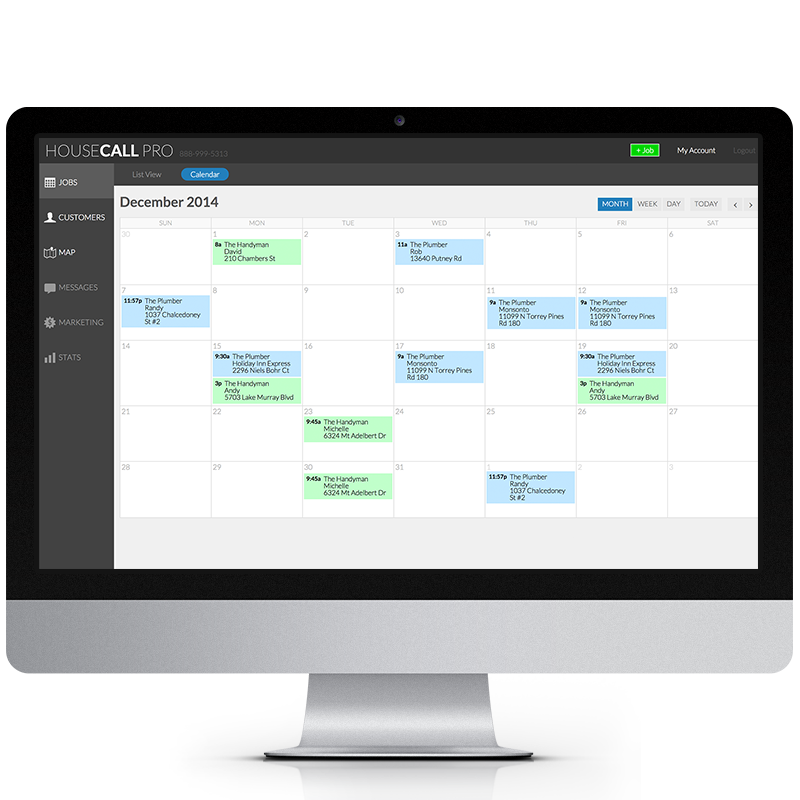 HOUSECALL PRO 888-999-5313
+ Job
My Account
Logout
JOBS
CUSTOMERS
MAP
MESSAGES
MARKETING
STATS
List View
Calendar
December 2014
MONTH WEEK DAY TODAY ‹ ›
SUN MON TUE WED THU FRI SAT
30 1 2 3 4 5 6
8a The Handyman
David
210 Chambers St
11a The Plumber
Rob
13640 Putney Rd
7 8 9 10 11 12 13
11:57p The Plumber
Randy
1037 Chalcedoney
St #2
9a The Plumber
Monsonto
11099 N Torrey Pines
Rd 180
9a The Plumber
Monsonto
11099 N Torrey Pines
Rd 180
14 15 16 17 18 19 20
9:30a The Plumber
Holiday Inn Express
2296 Niels Bohr Ct
3p The Handyman
Andy
5703 Lake Murray Blvd
9a The Plumber
Monsonto
11099 N Torrey Pines
Rd 180
9:30a The Plumber
Holiday Inn Express
2296 Niels Bohr Ct
3p The Handyman
Andy
5703 Lake Murray Blvd
21 22 23 24 25 26 27
9:45a The Handyman
Michelle
6324 Mt Adelbert Dr
28 29 30 31 1 2 3
9:45a The Handyman
Michelle
6324 Mt Adelbert Dr
11:57p The Plumber
Randy
1037 Chalcedoney
St #2